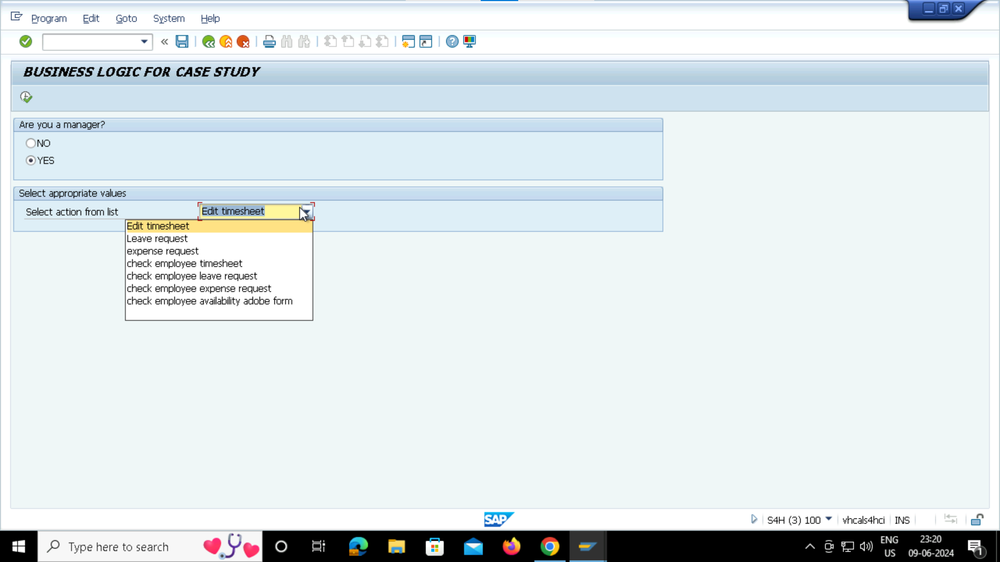 Program Edit Goto System Help
BUSINESS LOGIC FOR CASE STUDY
Are you a manager?
NO
YES
Select appropriate values
Select action from list Edit timesheet
Edit timesheet
Leave request
expense request
check employee timesheet
check employee leave request
check employee expense request
check employee availability adobe form
SAP S4H (3) 100 vhcals4hci INS
Type here to search
ENG
US
23:20
09-06-2024
1